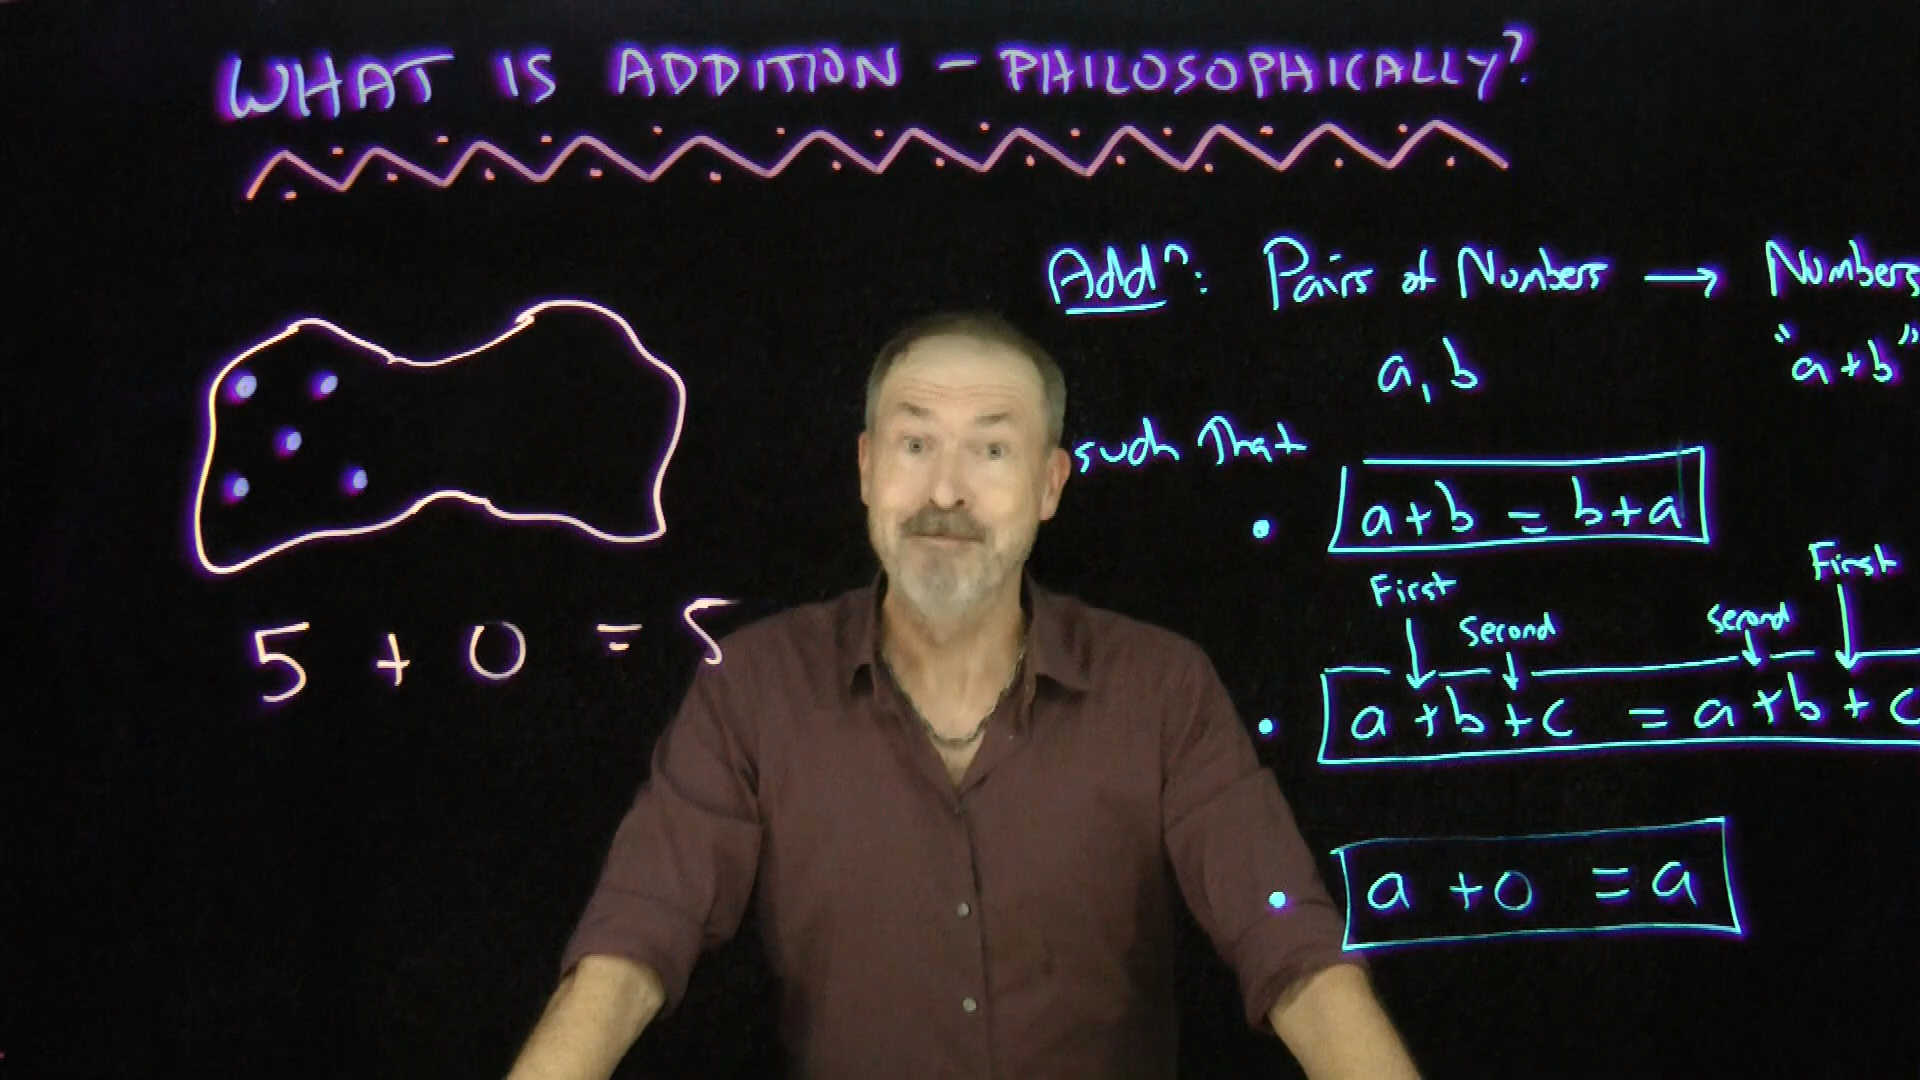 WHAT IS ADDITION - PHILOSOPHICALLY?
5 + 0 = 5
Addⁿ: Pairs of Numbers → Numbers
a, b "a+b"
such that
• a+b = b+a
First Second second First
• a+b+c = a+b+c
• a+0 = a